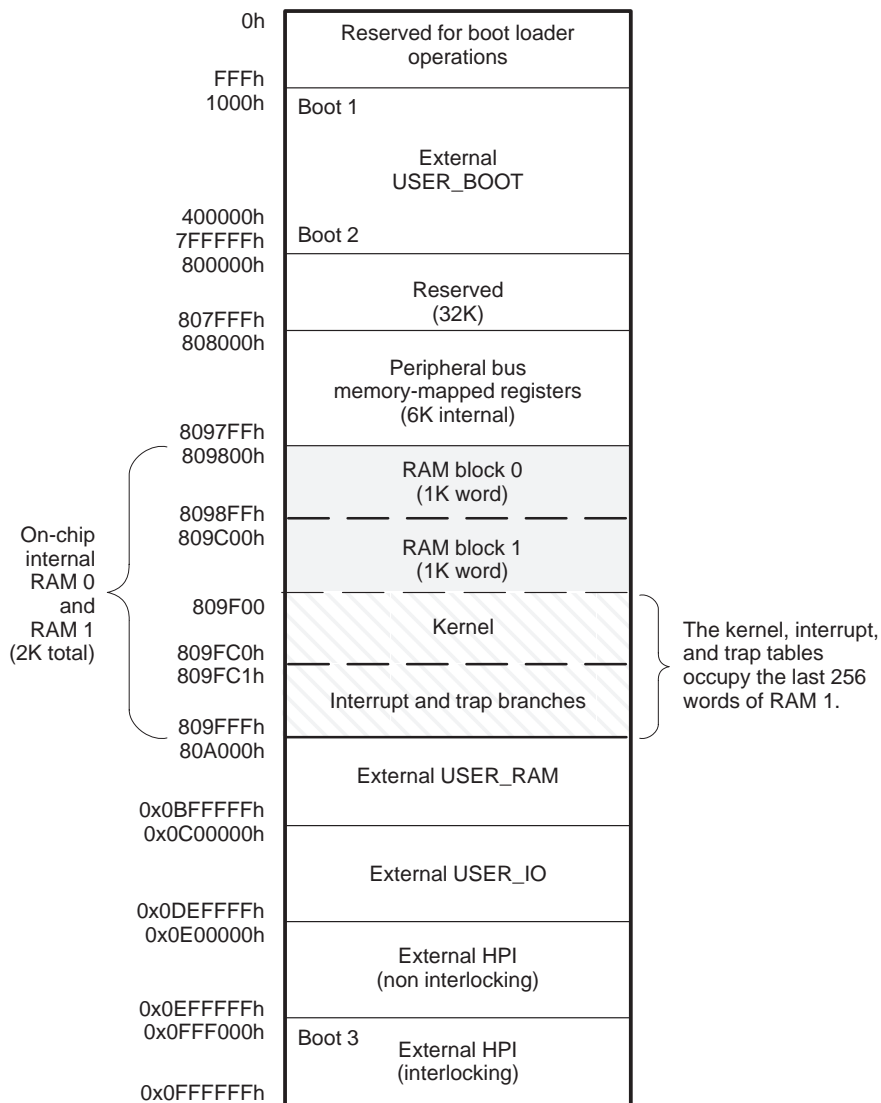 0h
Reserved for boot loader
operations
FFFh
1000h
Boot 1
External
USER_BOOT
400000h
7FFFFFh
Boot 2
800000h
Reserved
(32K)
807FFFh
808000h
Peripheral bus
memory-mapped registers
(6K internal)
8097FFh
809800h
RAM block 0
(1K word)
8098FFh
809C00h
RAM block 1
(1K word)
On-chip
internal
RAM 0
and
RAM 1
(2K total)
809F00
Kernel
809FC0h
809FC1h
Interrupt and trap branches
The kernel, interrupt,
and trap tables
occupy the last 256
words of RAM 1.
809FFFh
80A000h
External USER_RAM
0x0BFFFFFh
0x0C00000h
External USER_IO
0x0DEFFFFh
0x0E00000h
External HPI
(non interlocking)
0x0EFFFFFh
0x0FFF000h
Boot 3
External HPI
(interlocking)
0x0FFFFFFh